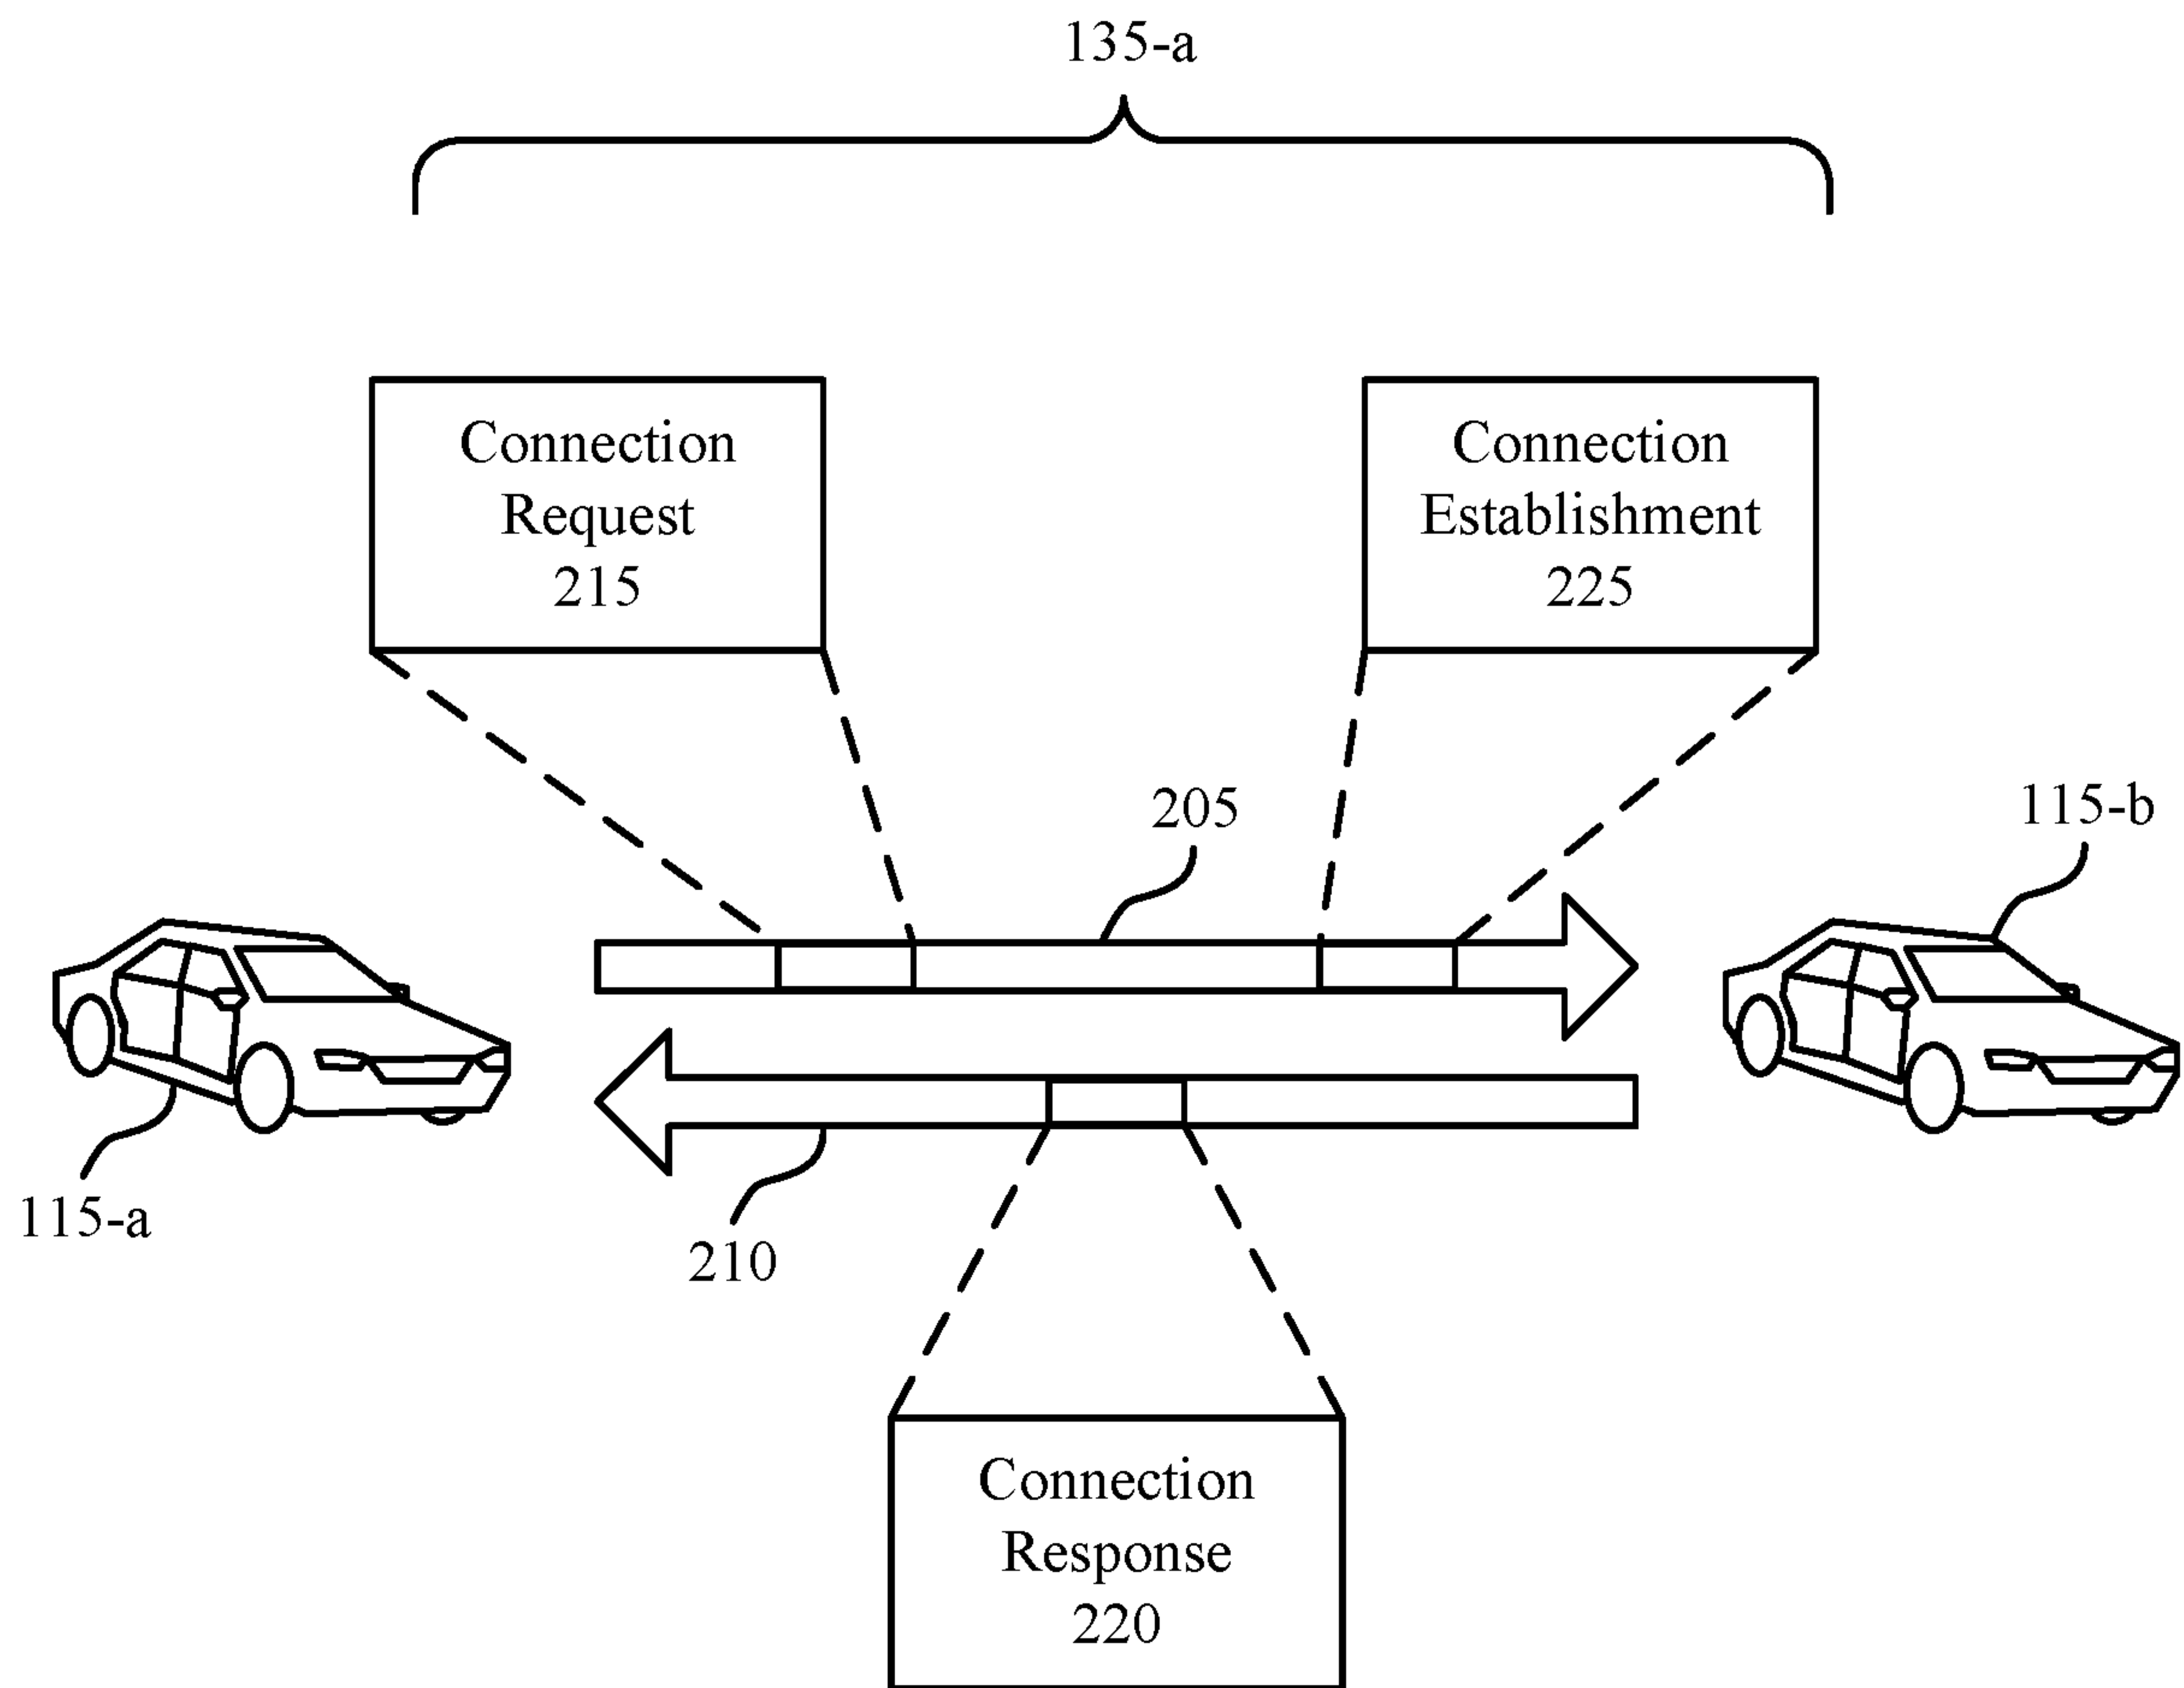 135-a
Connection
Request
215
Connection
Establishment
225
205
115-b
115-a
210
Connection
Response
220